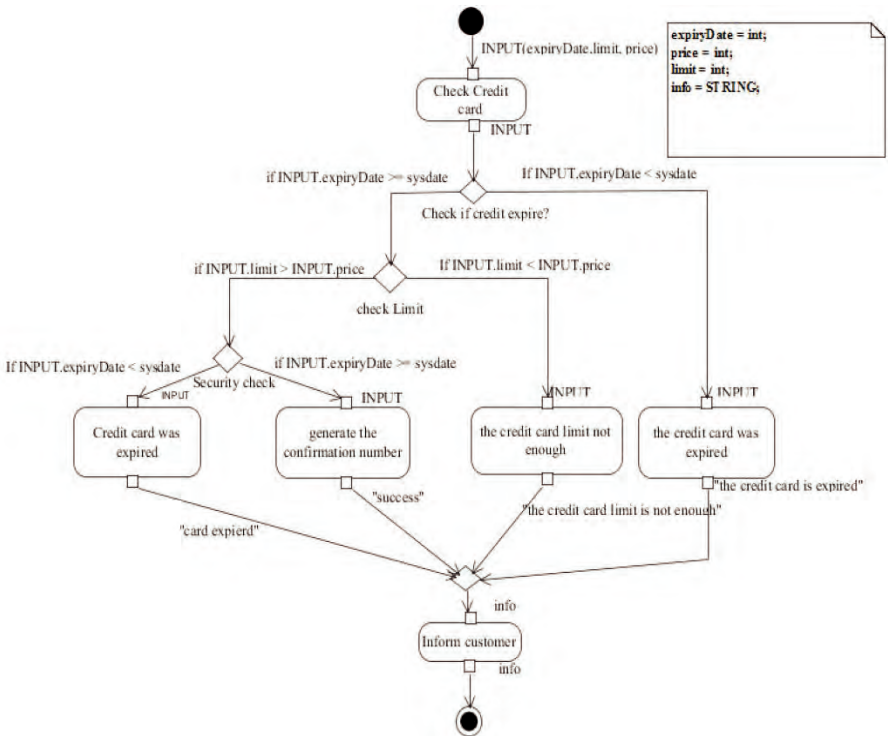 INPUT(expiryDate,limit, price)
expiryDate = int;
price = int;
limit = int;
info = STRING;
Check Credit
card
INPUT
if INPUT.expiryDate >= sysdate
If INPUT.expiryDate < sysdate
Check if credit expire?
if INPUT.limit > INPUT.price
If INPUT.limit < INPUT.price
check Limit
If INPUT.expiryDate < sysdate
if INPUT.expiryDate >= sysdate
Security check
INPUT
INPUT
INPUT
INPUT
Credit card was
expired
generate the
confirmation number
the credit card limit not
enough
the credit card was
expired
"card expierd"
"success"
"the credit card limit is not enough"
"the credit card is expired"
info
Inform customer
info